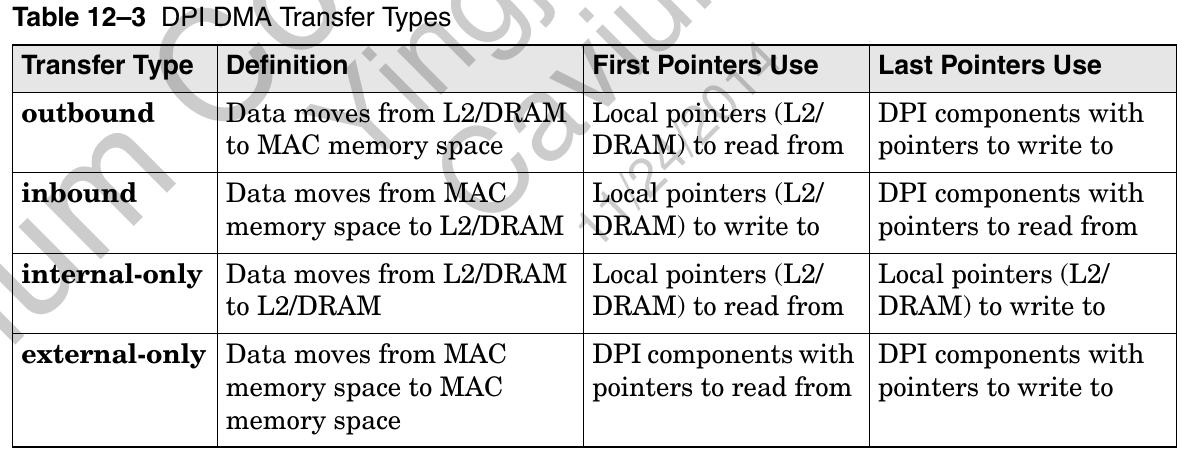 Table 12–3 DPI DMA Transfer Types
Transfer Type Definition First Pointers Use Last Pointers Use
outbound Data moves from L2/DRAM Local pointers (L2/ DPI components with
to MAC memory space DRAM) to read from pointers to write to
inbound Data moves from MAC Local pointers (L2/ DPI components with
memory space to L2/DRAM DRAM) to write to pointers to read from
internal-only Data moves from L2/DRAM Local pointers (L2/ Local pointers (L2/
to L2/DRAM DRAM) to read from DRAM) to write to
external-only Data moves from MAC DPI components with DPI components with
memory space to MAC pointers to read from pointers to write to
memory space
11/24/2014